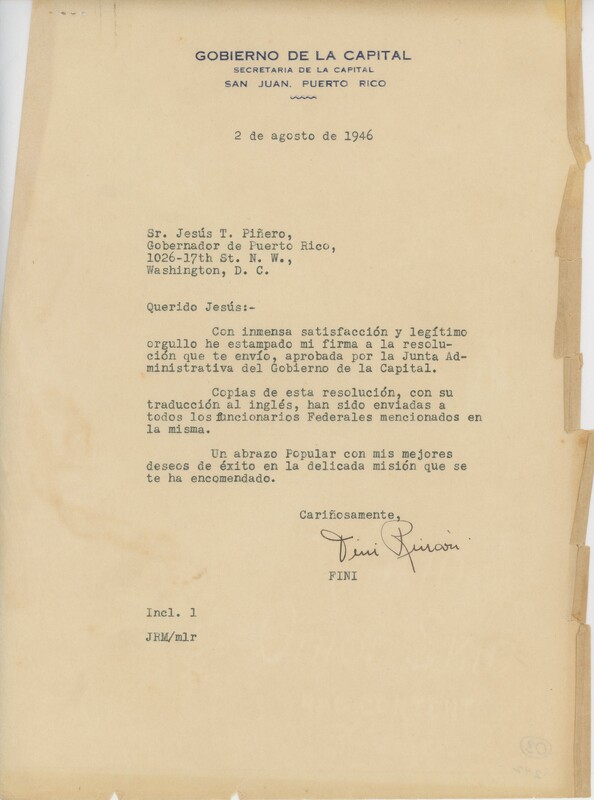 GOBIERNO DE LA CAPITAL
SECRETARIA DE LA CAPITAL
SAN JUAN, PUERTO RICO
2 de agosto de 1946
Sr. Jesús T. Piñero,
Gobernador de Puerto Rico,
1026-17th St. N. W.,
Washington, D. C.
Querido Jesús:-
Con inmensa satisfacción y legítimo
orgullo he estampado mi firma a la resolu-
ción que te envío, aprobada por la Junta Ad-
ministrativa del Gobierno de la Capital.
Copias de esta resolución, con su
traducción al inglés, han sido enviadas a
todos los funcionarios Federales mencionados en
la misma.
Un abrazo Popular con mis mejores
deseos de éxito en la delicada misión que se
te ha encomendado.
Cariñosamente,
Fini Rincón
FINI
Incl. 1
JRM/mlr